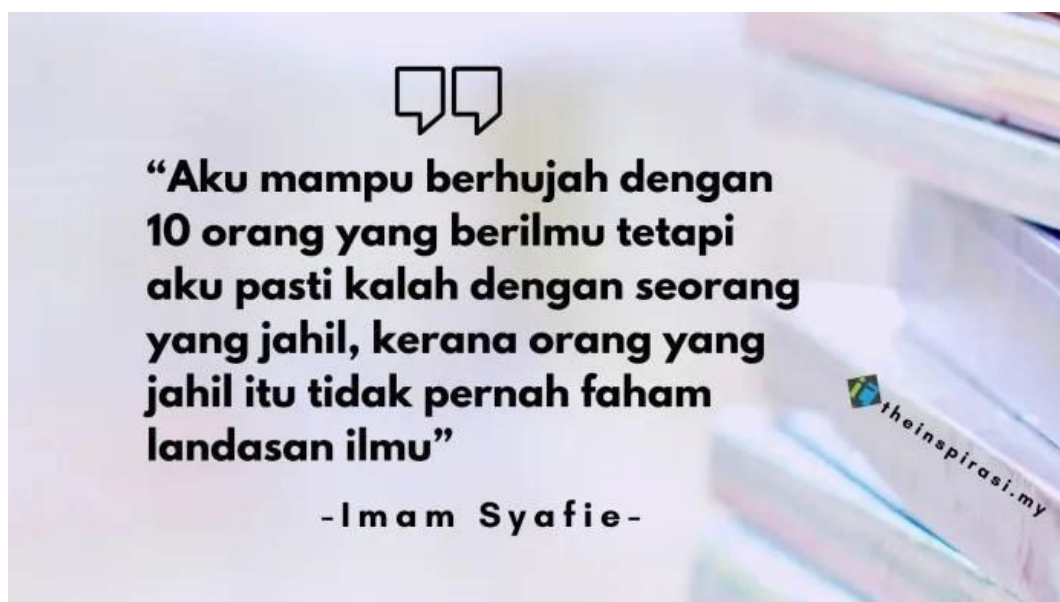 “Aku mampu berhujah dengan
10 orang yang berilmu tetapi
aku pasti kalah dengan seorang
yang jahil, kerana orang yang
jahil itu tidak pernah faham
landasan ilmu”
-Imam Syafie-
theinspirasi.my